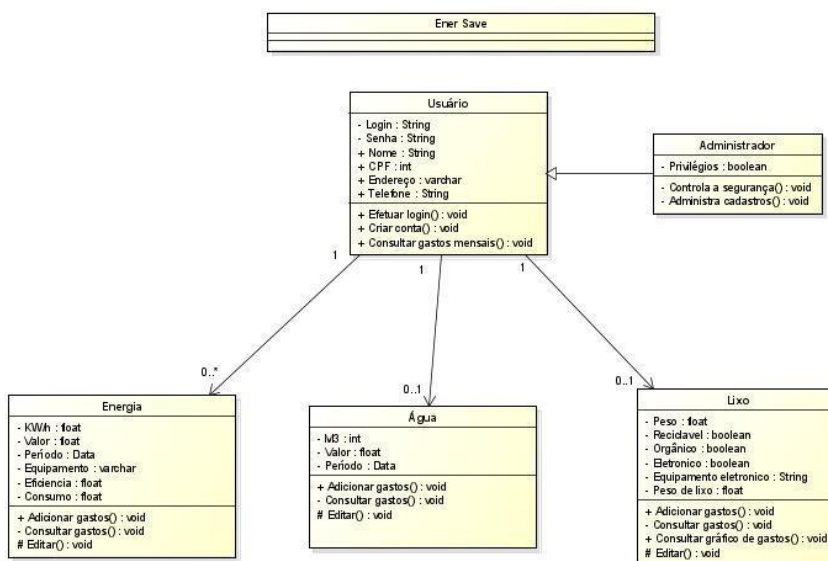 Ener Save
Usuário
- Login : String
- Senha : String
+ Nome : String
+ CPF : int
+ Endereço : varchar
+ Telefone : String
+ Efetuar login() : void
+ Criar conta() : void
+ Consultar gastos mensais() : void
Administrador
- Privilégios : boolean
- Controla a segurança() : void
- Administra cadastros() : void
1
1
1
0..*
0..1
0..1
Energia
- KW/h : float
- Valor : float
- Período : Data
- Equipamento : varchar
- Eficiencia : float
- Consumo : float
+ Adicionar gastos() : void
- Consultar gastos() : void
# Editar() : void
Água
- M3 : int
- Valor : float
- Período : Data
+ Adicionar gastos() : void
- Consultar gastos() : void
# Editar() : void
Lixo
- Peso : float
- Reciclavel : boolean
- Orgânico : boolean
- Eletronico : boolean
- Equipamento eletronico : String
- Peso de lixo : float
+ Adicionar gastos() : void
- Consultar gastos() : void
+ Consultar gráfico de gastos() : void
# Editar() : void